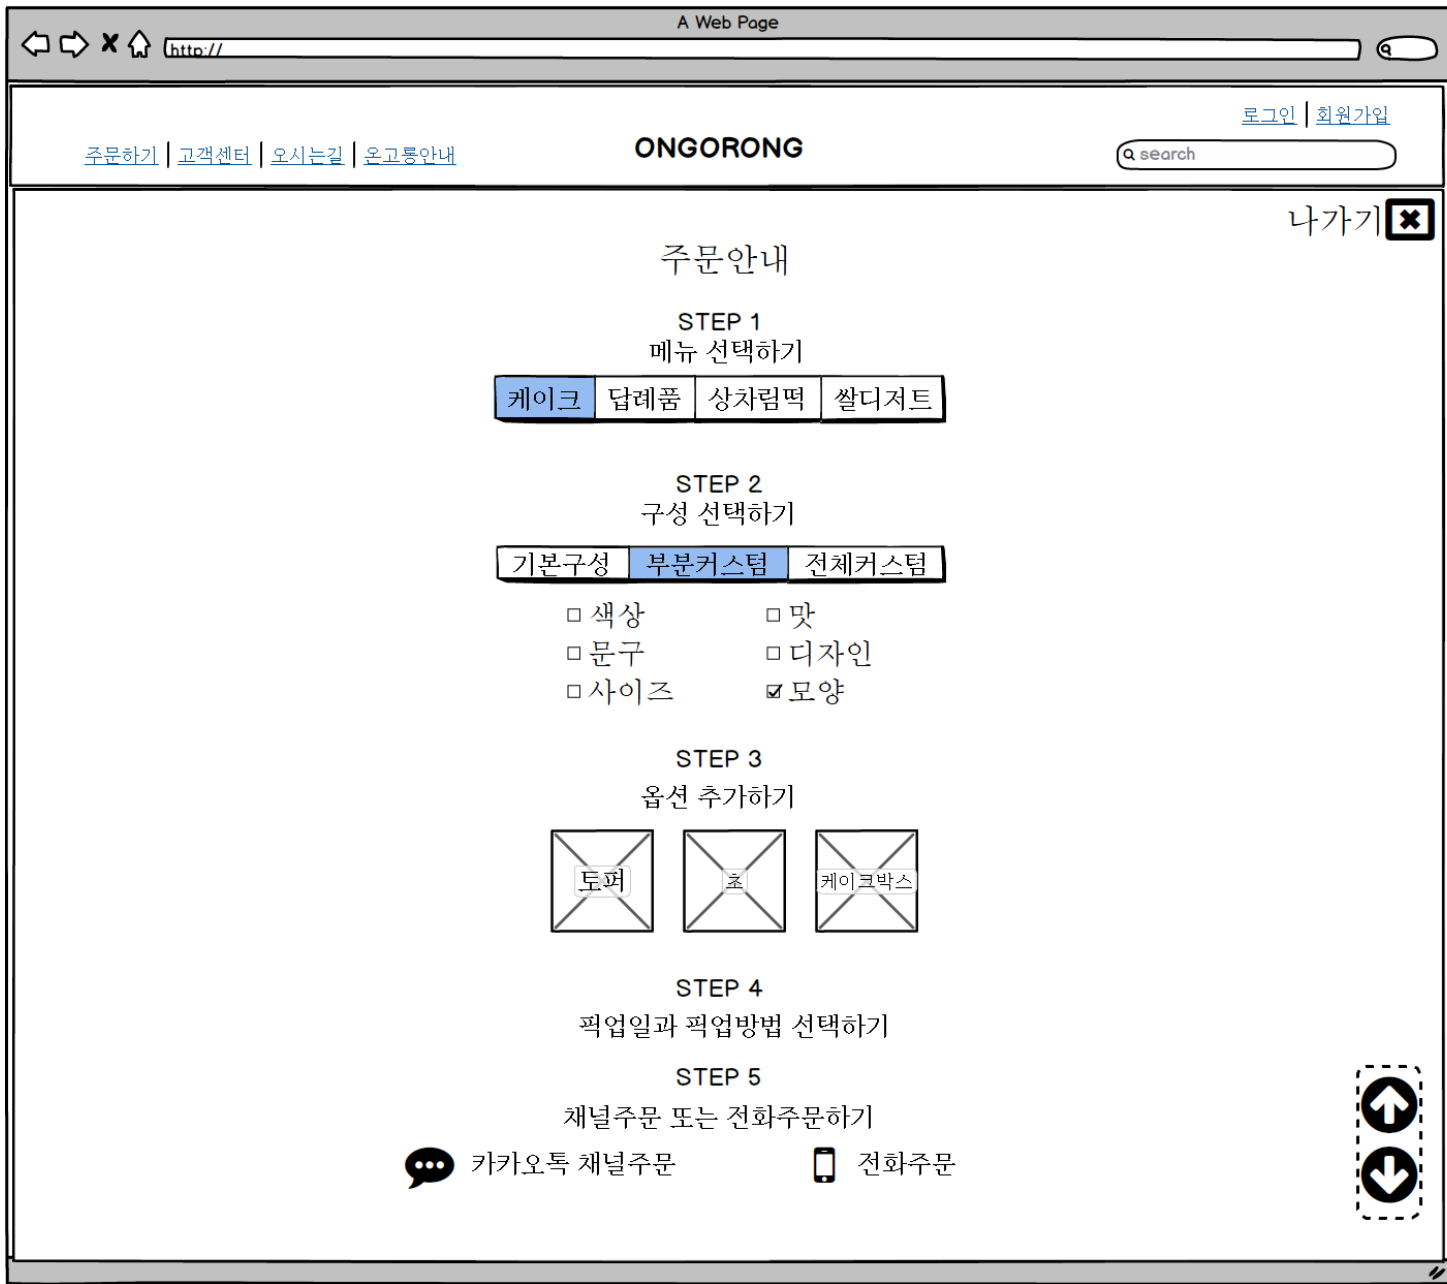 A Web Page
http://
로그인 | 회원가입
주문하기 | 고객센터 | 오시는길 | 온고롱안내
ONGORONG
search
나가기
주문안내
STEP 1
메뉴 선택하기
케이크 답례품 상차림떡 쌀디저트
STEP 2
구성 선택하기
기본구성 부분커스텀 전체커스텀
색상 맛
문구 디자인
사이즈 모양
STEP 3
옵션 추가하기
토퍼 초 케이크박스
STEP 4
픽업일과 픽업방법 선택하기
STEP 5
채널주문 또는 전화주문하기
카카오톡 채널주문 전화주문